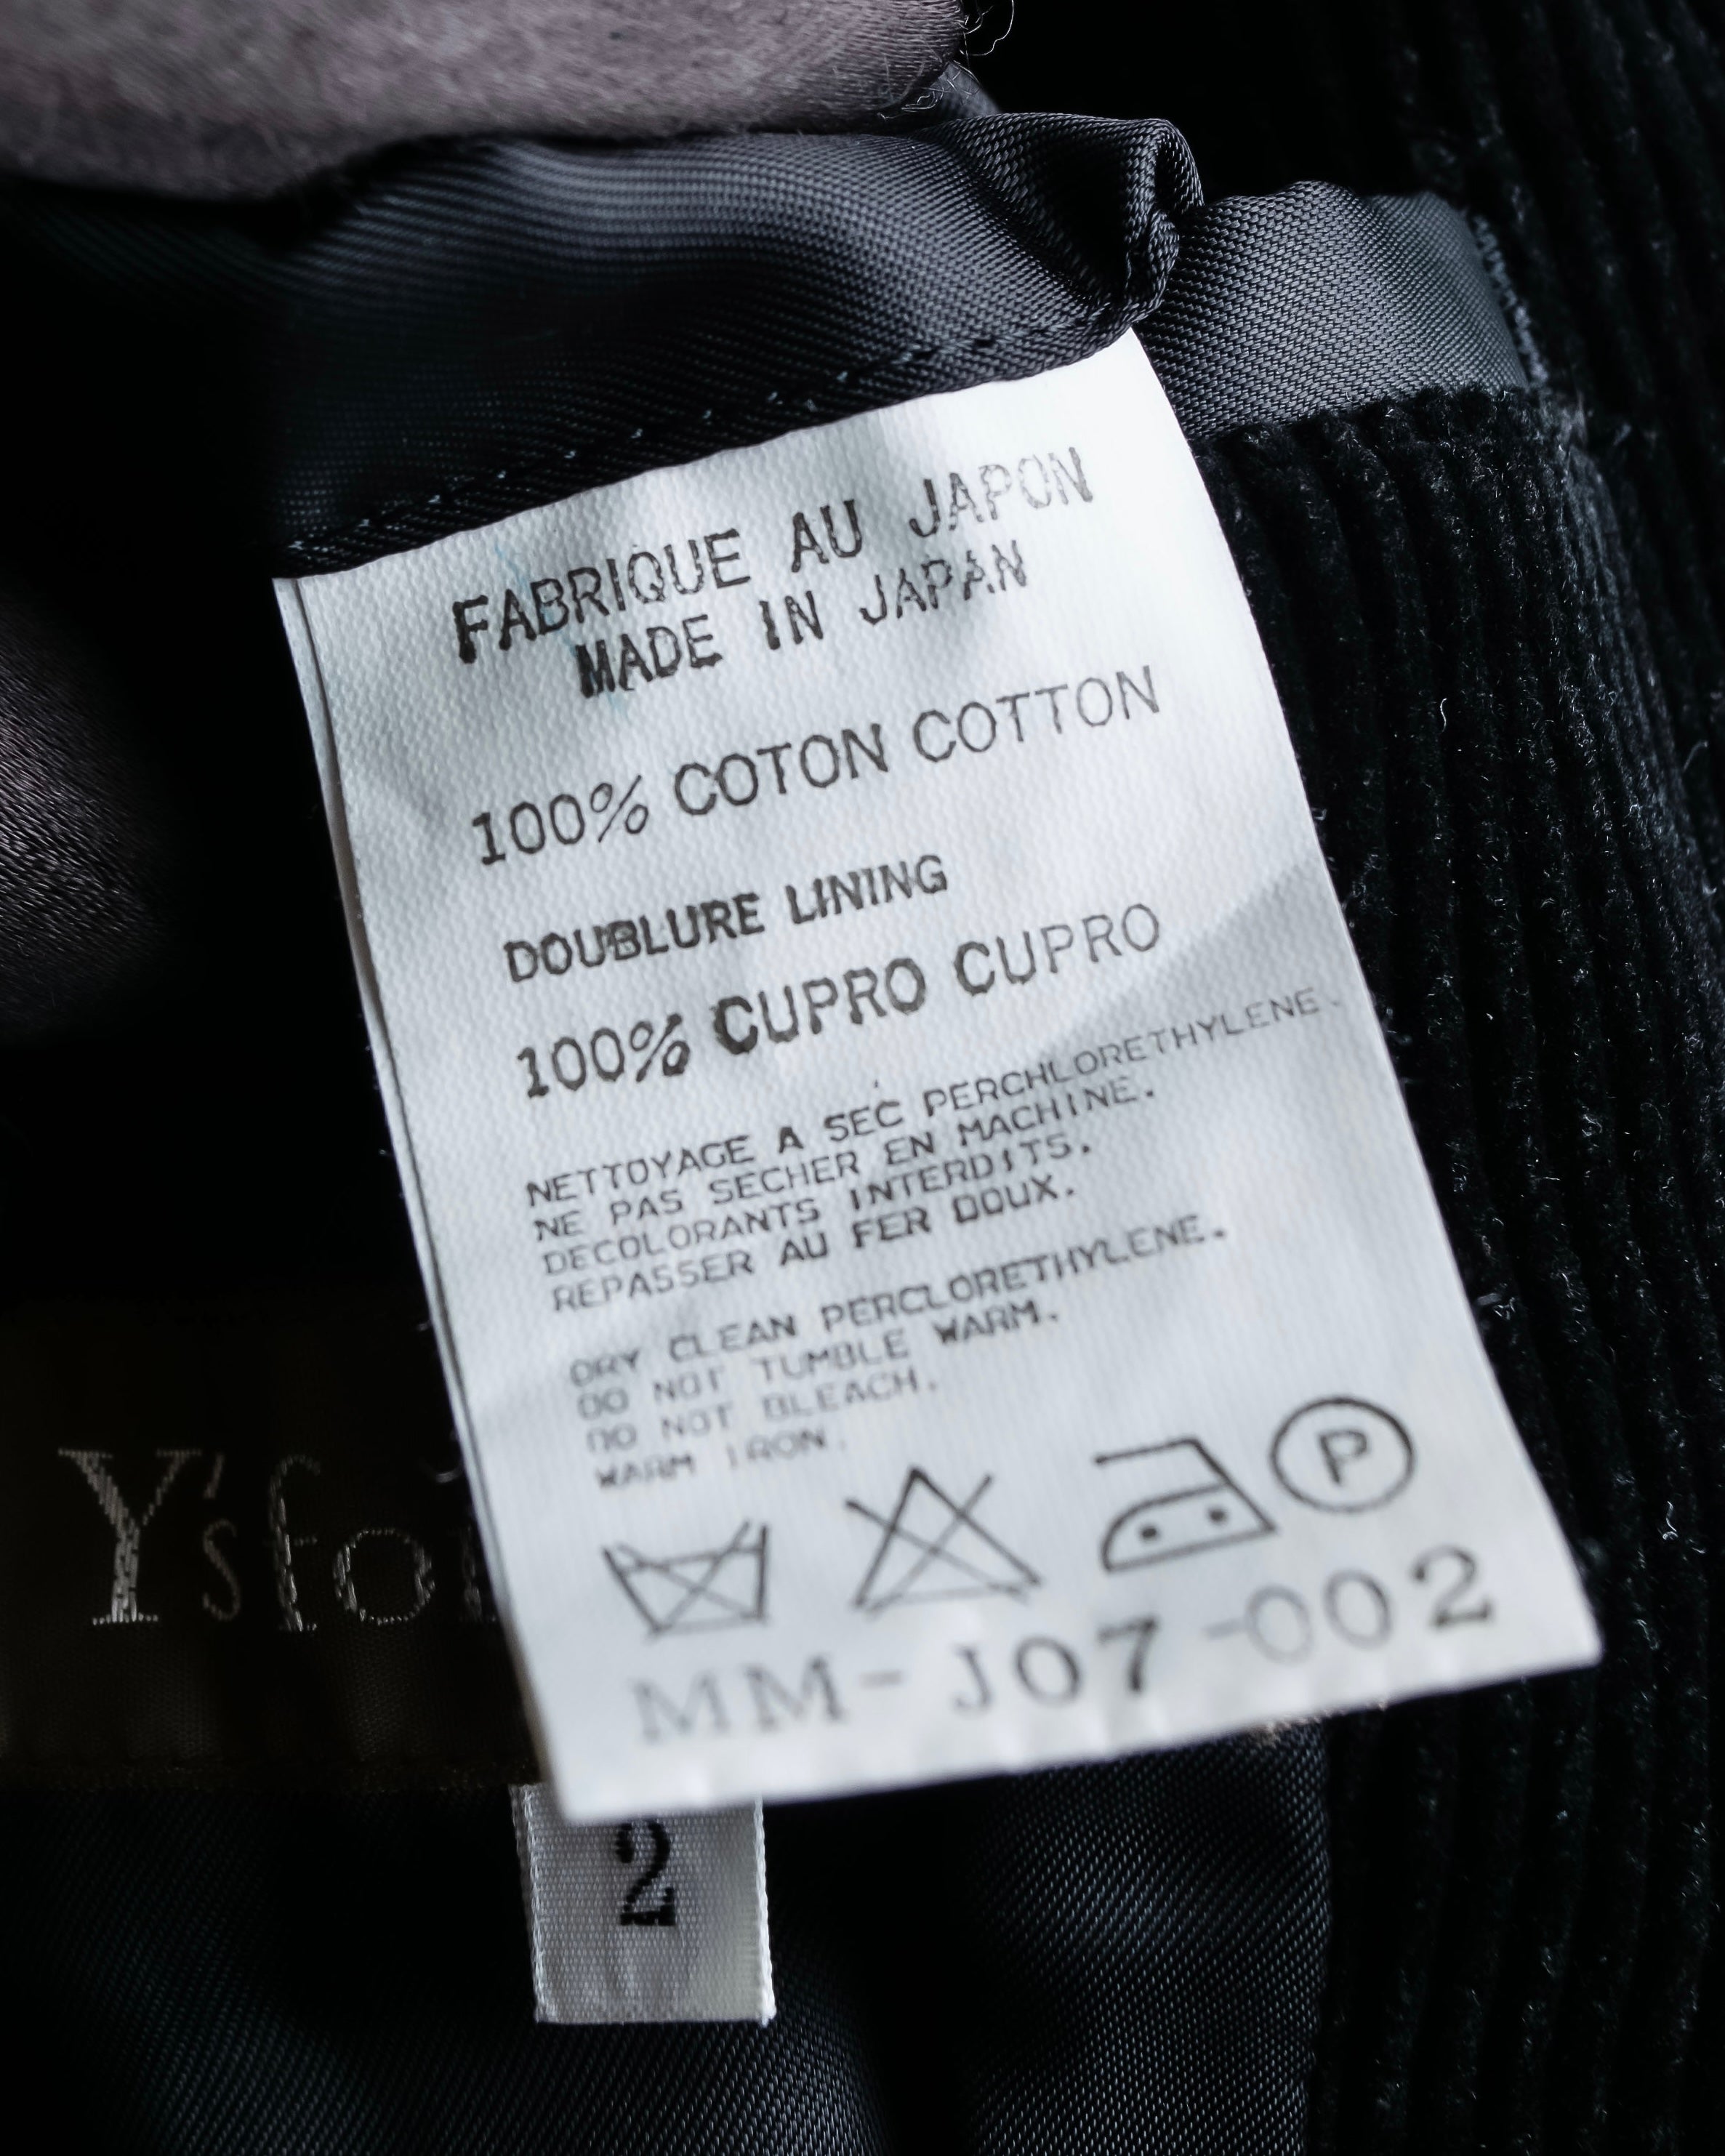 FABRIQUE AU JAPON
MADE IN JAPAN
100% COTON COTTON
DOUBLURE LINING
100% CUPRO CUPRO
NETTOYAGE A SEC PERCHLORETHYLENE.
NE PAS SECHER EN MACHINE.
DECOLORANTS INTERDITS.
REPASSER AU FER DOUX.
DRY CLEAN PERCLORETHYLENE.
DO NOT TUMBLE WARM.
DO NOT BLEACH.
WARM IRON.
P
MM-J07-002
Y's for
2